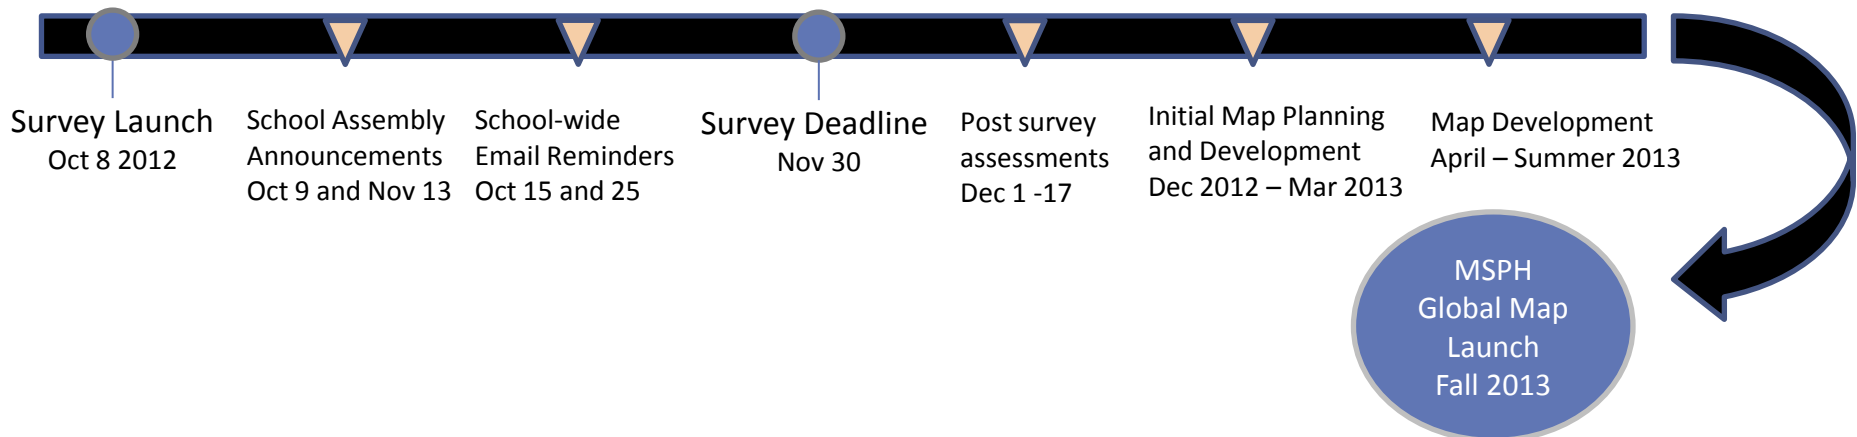 Survey Launch
Oct 8 2012
School Assembly
Announcements
Oct 9 and Nov 13
School-wide
Email Reminders
Oct 15 and 25
Survey Deadline
Nov 30
Post survey
assessments
Dec 1 -17
Initial Map Planning
and Development
Dec 2012 – Mar 2013
Map Development
April – Summer 2013
MSPH
Global Map
Launch
Fall 2013